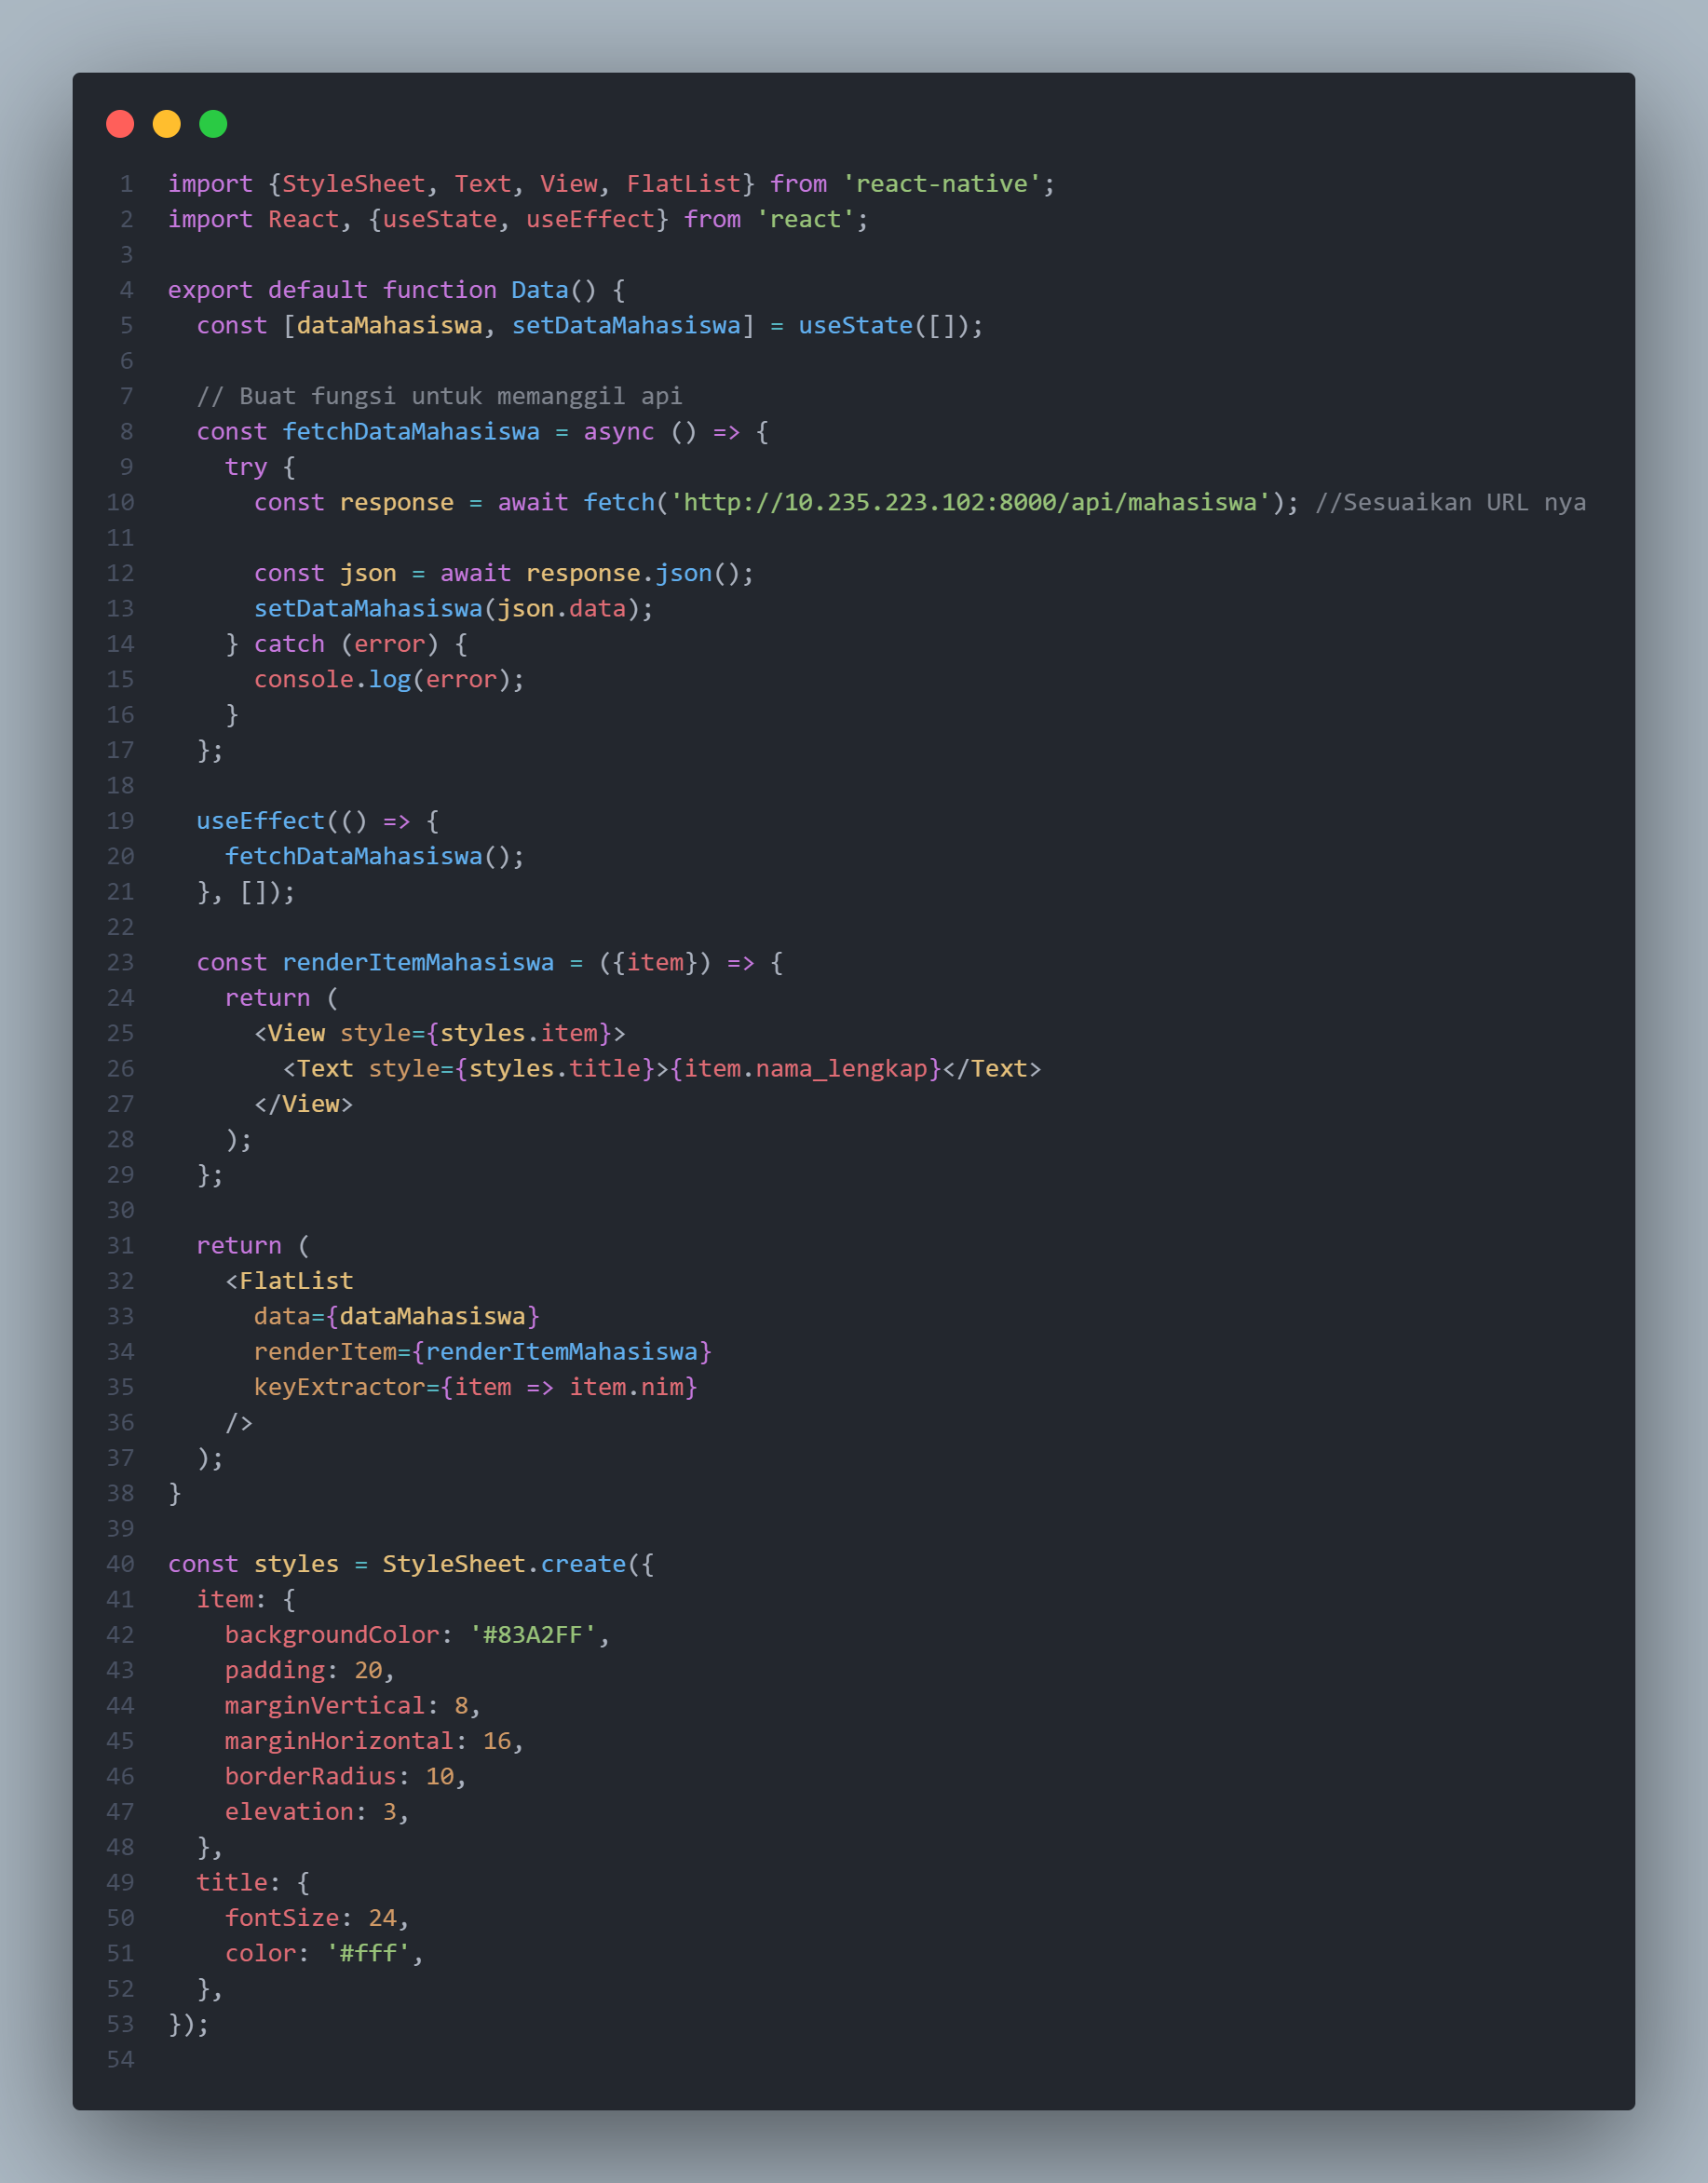 1 import {StyleSheet, Text, View, FlatList} from 'react-native';
2 import React, {useState, useEffect} from 'react';
3
4 export default function Data() {
5   const [dataMahasiswa, setDataMahasiswa] = useState([]);
6
7   // Buat fungsi untuk memanggil api
8   const fetchDataMahasiswa = async () => {
9     try {
10       const response = await fetch('http://10.235.223.102:8000/api/mahasiswa'); //Sesuaikan URL nya
11
12       const json = await response.json();
13       setDataMahasiswa(json.data);
14     } catch (error) {
15       console.log(error);
16     }
17   };
18
19   useEffect(() => {
20     fetchDataMahasiswa();
21   }, []);
22
23   const renderItemMahasiswa = ({item}) => {
24     return (
25       <View style={styles.item}>
26         <Text style={styles.title}>{item.nama_lengkap}</Text>
27       </View>
28     );
29   };
30
31   return (
32     <FlatList
33       data={dataMahasiswa}
34       renderItem={renderItemMahasiswa}
35       keyExtractor={item => item.nim}
36     />
37   );
38 }
39
40 const styles = StyleSheet.create({
41   item: {
42     backgroundColor: '#83A2FF',
43     padding: 20,
44     marginVertical: 8,
45     marginHorizontal: 16,
46     borderRadius: 10,
47     elevation: 3,
48   },
49   title: {
50     fontSize: 24,
51     color: '#fff',
52   },
53 });
54